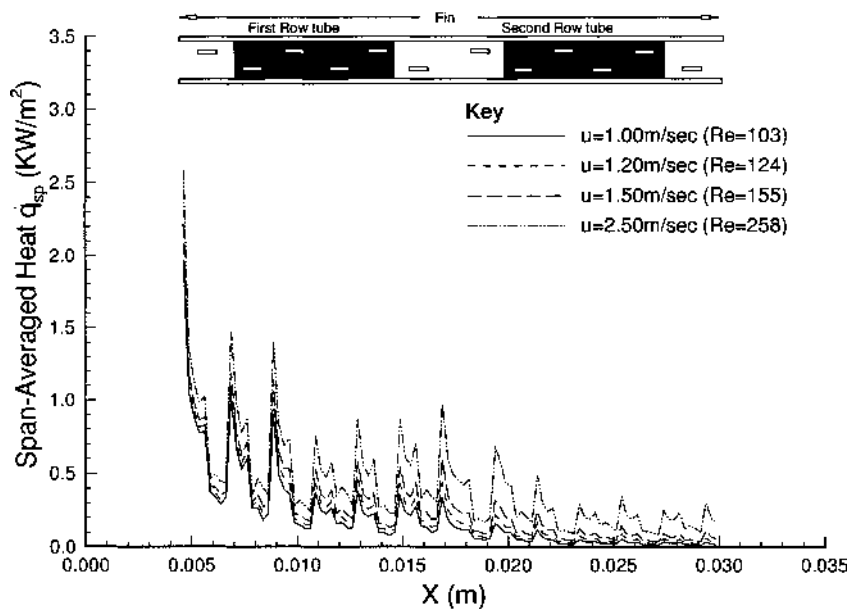 Fin
First Row tube Second Row tube
Key
u=1.00m/sec (Re=103)
u=1.20m/sec (Re=124)
u=1.50m/sec (Re=155)
u=2.50m/sec (Re=258)
Span-Averaged Heat q̇sp (KW/m²)
3.5
3.0
2.5
2.0
1.5
1.0
0.5
0.0
0.000 0.005 0.010 0.015 0.020 0.025 0.030 0.035
X (m)